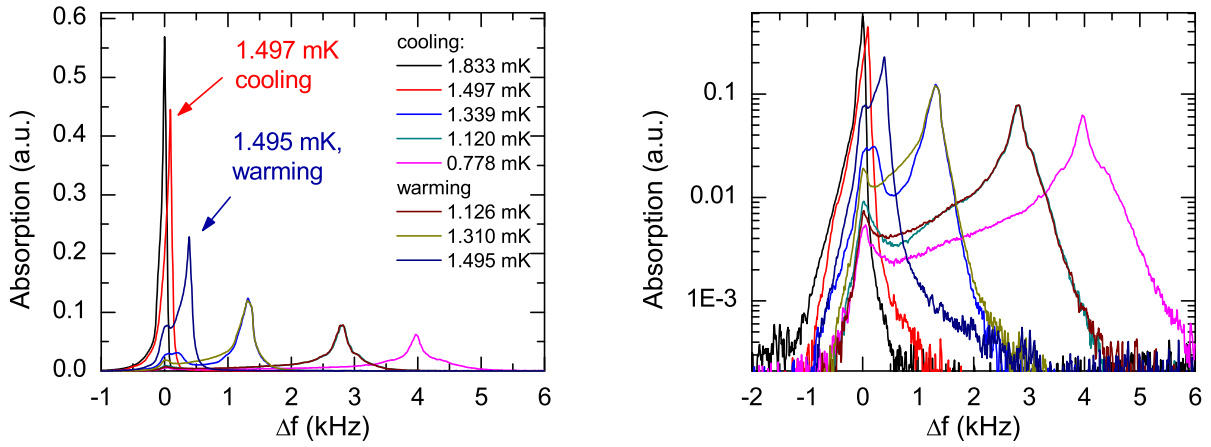 0.6
0.5
0.4
0.3
0.2
0.1
0.0
Absorption (a.u.)
-1 0 1 2 3 4 5 6
Δf (kHz)
1.497 mK
cooling
1.495 mK,
warming
cooling:
1.833 mK
1.497 mK
1.339 mK
1.120 mK
0.778 mK
warming
1.126 mK
1.310 mK
1.495 mK
0.1
0.01
1E-3
Absorption (a.u.)
-2 -1 0 1 2 3 4 5 6
Δf (kHz)